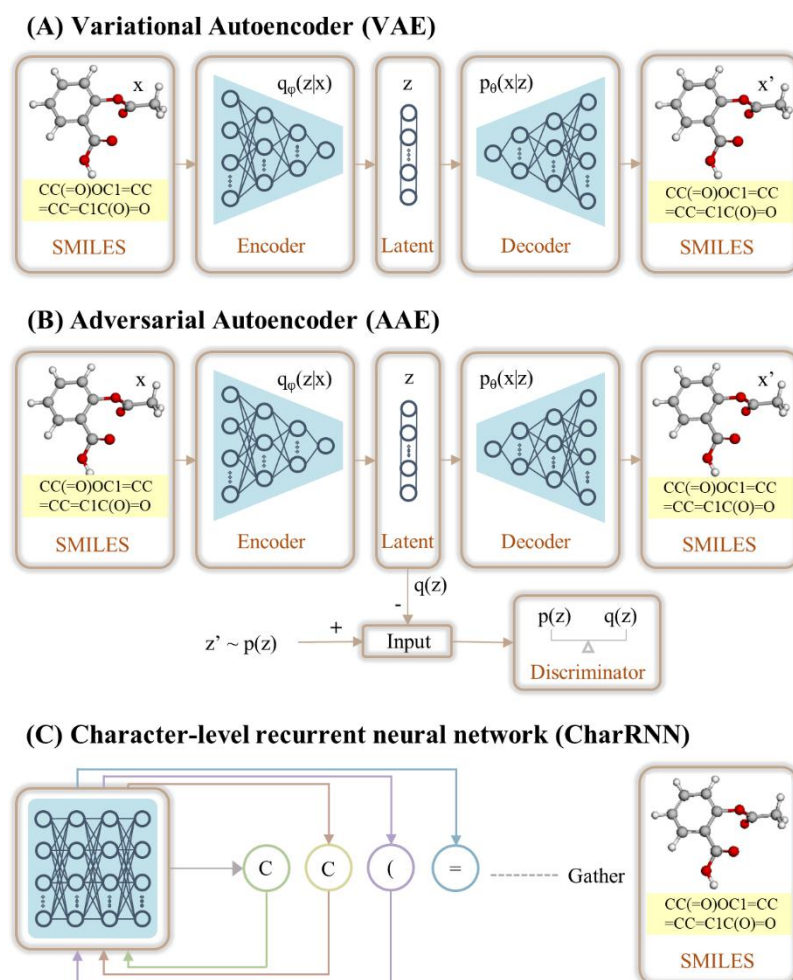 (A) Variational Autoencoder (VAE)
x
CC(=O)OC1=CC
=CC=C1C(O)=O
SMILES
qφ(z|x)
Encoder
z
Latent
pθ(x|z)
Decoder
x’
CC(=O)OC1=CC
=CC=C1C(O)=O
SMILES
(B) Adversarial Autoencoder (AAE)
x
CC(=O)OC1=CC
=CC=C1C(O)=O
SMILES
qφ(z|x)
Encoder
z
Latent
pθ(x|z)
Decoder
x’
CC(=O)OC1=CC
=CC=C1C(O)=O
SMILES
q(z)
-
z’ ~ p(z)
+
Input
p(z) q(z)
Discriminator
(C) Character-level recurrent neural network (CharRNN)
C
C
(
=
Gather
CC(=O)OC1=CC
=CC=C1C(O)=O
SMILES